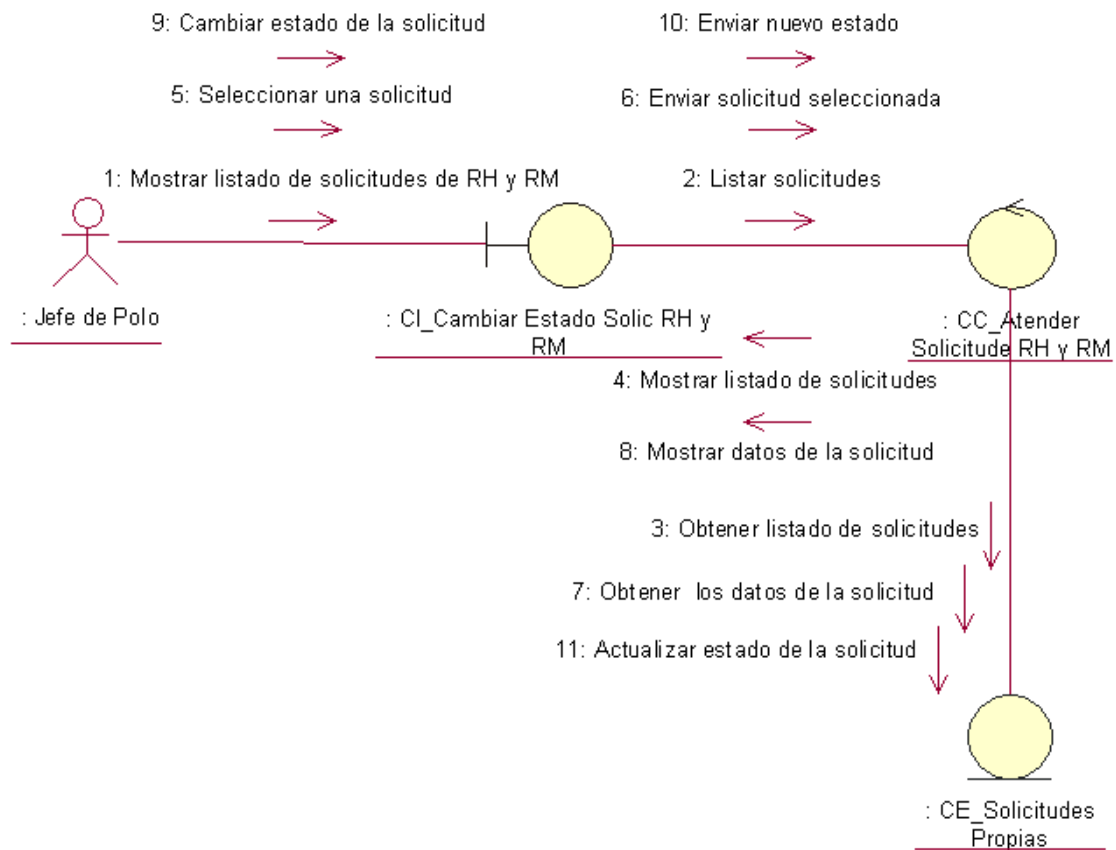 9: Cambiar estado de la solicitud
10: Enviar nuevo estado
5: Seleccionar una solicitud
6: Enviar solicitud seleccionada
1: Mostrar listado de solicitudes de RH y RM
2: Listar solicitudes
: Jefe de Polo
: CI_Cambiar Estado Solic RH y
RM
: CC_Atender
Solicitude RH y RM
4: Mostrar listado de solicitudes
8: Mostrar datos de la solicitud
3: Obtener listado de solicitudes
7: Obtener los datos de la solicitud
11: Actualizar estado de la solicitud
: CE_Solicitudes
Propias